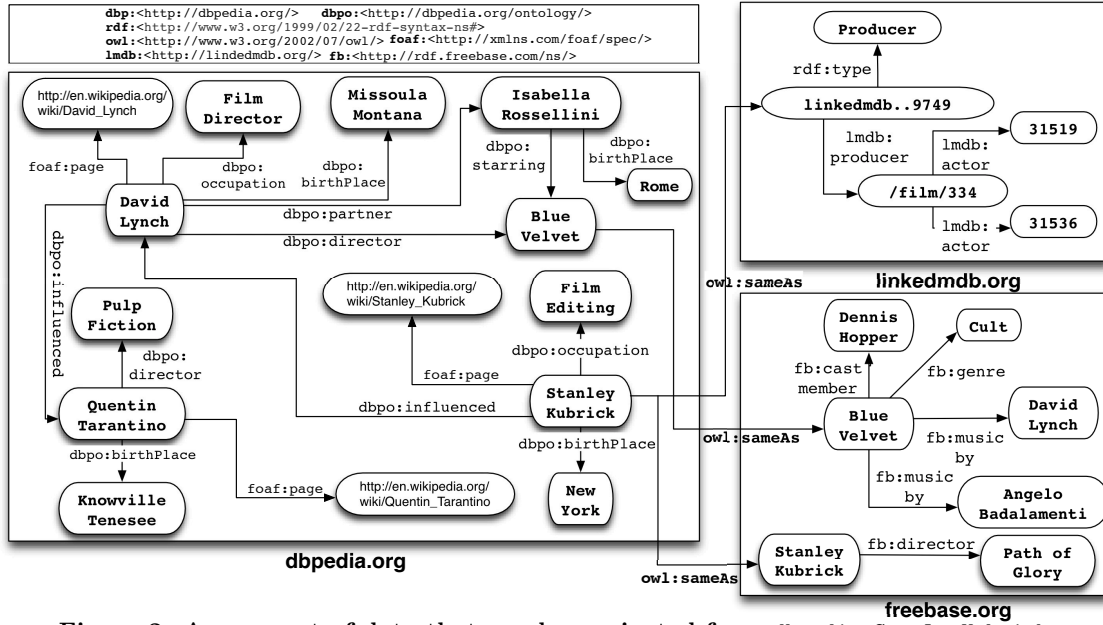 dbp:<http://dbpedia.org/> dbpo:<http://dbpedia.org/ontology/>
rdf:<http://www.w3.org/1999/02/22-rdf-syntax-ns#>
owl:<http://www.w3.org/2002/07/owl/> foaf:<http://xmlns.com/foaf/spec/>
lmdb:<http://lindedmdb.org/> fb:<http://rdf.freebase.com/ns/>
http://en.wikipedia.org/
wiki/David_Lynch
Film
Director
Missoula
Montana
Isabella
Rossellini
foaf:page
dbpo:
occupation
dbpo:
birthPlace
dbpo:
starring
dbpo:
birthPlace
Rome
David
Lynch
dbpo:partner
dbpo:director
Blue
Velvet
dbpo:influenced
http://en.wikipedia.org/
wiki/Stanley_Kubrick
Film
Editing
Pulp
Fiction
dbpo:
director
dbpo:occupation
foaf:page
Quentin
Tarantino
dbpo:influenced
Stanley
Kubrick
dbpo:birthPlace
dbpo:birthPlace
Knowville
Tenesee
foaf:page
http://en.wikipedia.org/
wiki/Quentin_Tarantino
New
York
dbpedia.org
Producer
rdf:type
linkedmdb..9749
lmdb:
producer
lmdb:
actor
31519
/film/334
lmdb:
actor
31536
linkedmdb.org
owl:sameAs
Dennis
Hopper
Cult
fb:cast
member
fb:genre
Blue
Velvet
David
Lynch
owl:sameAs
fb:music
by
fb:music
by
Angelo
Badalamenti
Stanley
Kubrick
fb:director
Path of
Glory
owl:sameAs
freebase.org